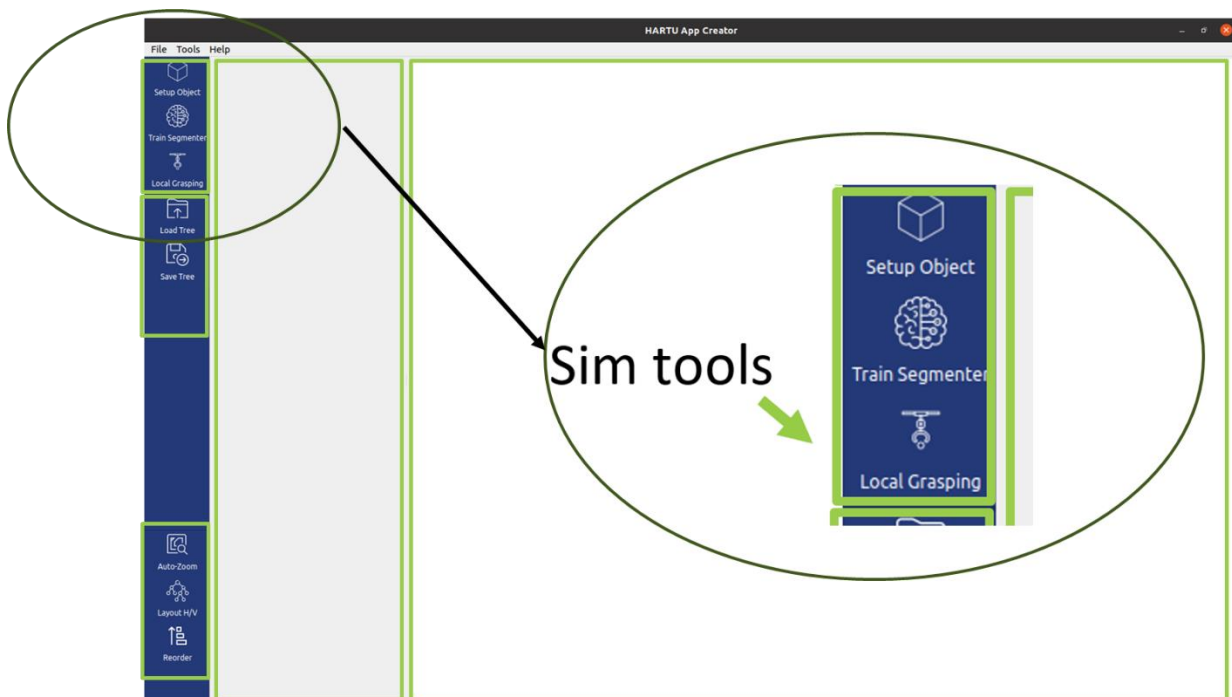 HARTU App Creator
File Tools Help
Setup Object
Train Segmenter
Local Grasping
Load Tree
Save Tree
Auto-Zoom
Layout H/V
Reorder
Sim tools
Setup Object
Train Segmenter
Local Grasping